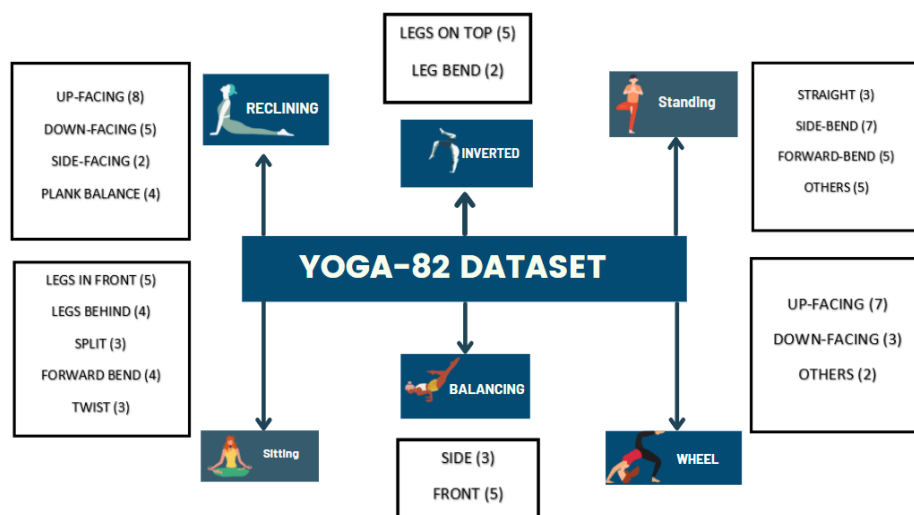 LEGS ON TOP (5)
LEG BEND (2)
UP-FACING (8)
DOWN-FACING (5)
SIDE-FACING (2)
PLANK BALANCE (4)
RECLINING
INVERTED
Standing
STRAIGHT (3)
SIDE-BEND (7)
FORWARD-BEND (5)
OTHERS (5)
YOGA-82 DATASET
LEGS IN FRONT (5)
LEGS BEHIND (4)
SPLIT (3)
FORWARD BEND (4)
TWIST (3)
UP-FACING (7)
DOWN-FACING (3)
OTHERS (2)
Sitting
BALANCING
WHEEL
SIDE (3)
FRONT (5)